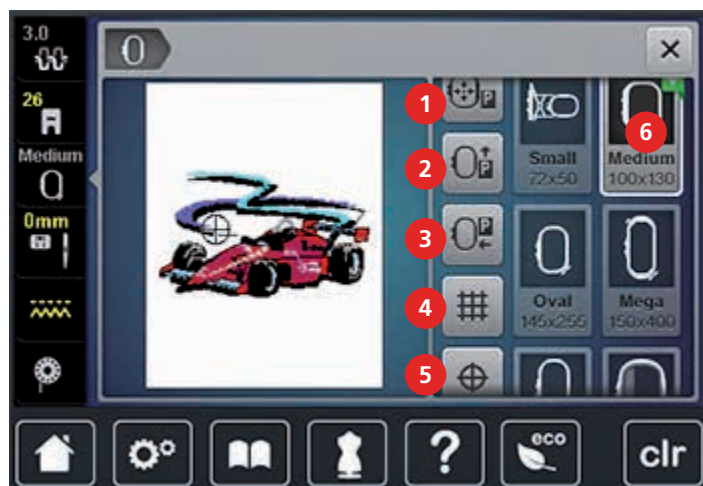 3.0
26
Medium
0mm
1
2
3
4
5
6
P
P
P
Small
72x50
Medium
100x130
Oval
145x255
Mega
150x400
?
eco
clr